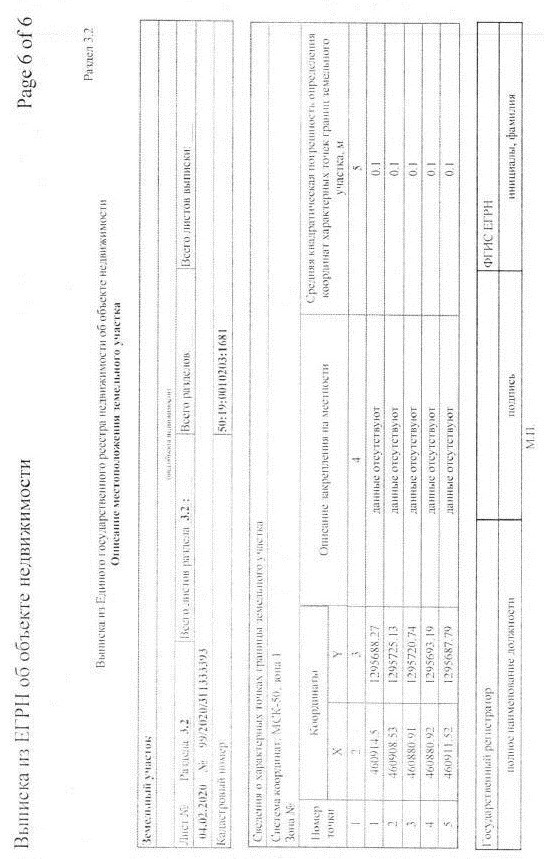 Выписка из ЕГРН об объекте недвижимости
Page 6 of 6
Раздел 3.2
Выписка из Единого государственного реестра недвижимости об объекте недвижимости
Описание местоположения земельного участка
Земельный участок
вид объекта недвижимости
Лист № Раздела 3.2 Всего листов раздела 3.2 : Всего разделов: Всего листов выписки:
04.02.2020 № 99/2020/311333393
Кадастровый номер 50:19:0010203:1681
Сведения о характерных точках границы земельного участка
Система координат: МСК-50, зона 1
Зона №
Номер точки Координаты Описание закрепления на местности Средняя квадратическая погрешность определения координат характерных точек границ земельного участка, м
X Y
1 2 3 4 5
1 460914.5 1295688.27 данные отсутствуют 0.1
2 460908.53 1295725.13 данные отсутствуют 0.1
3 460880.91 1295720.74 данные отсутствуют 0.1
4 460880.92 1295693.19 данные отсутствуют 0.1
5 460911.52 1295687.79 данные отсутствуют 0.1
Государственный регистратор ФГИС ЕГРН
полное наименование должности подпись инициалы, фамилия
М.П.